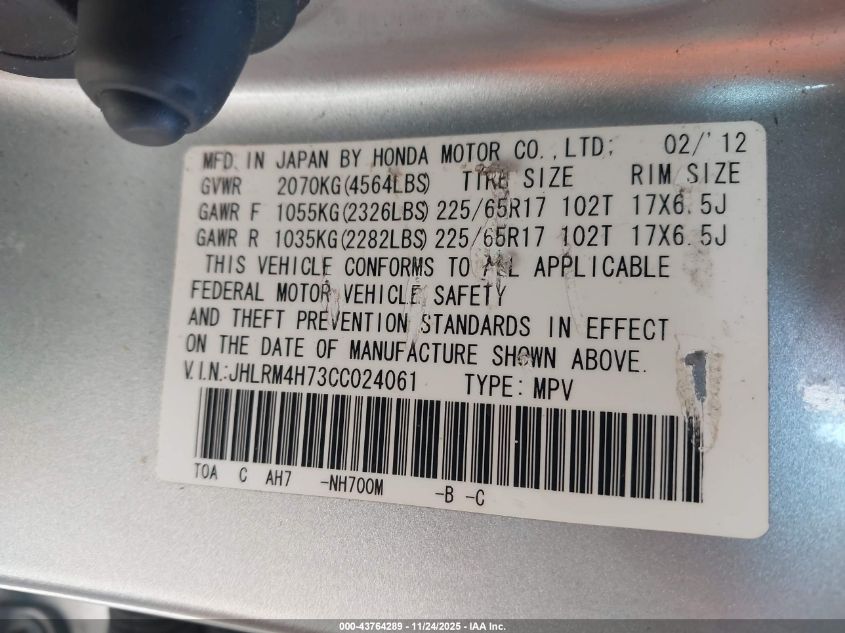 MFD. IN JAPAN BY HONDA MOTOR CO., LTD. 02/'12
GVWR 2070KG(4564LBS) TIRE SIZE RIM SIZE
GAWR F 1055KG(2326LBS) 225/65R17 102T 17X6.5J
GAWR R 1035KG(2282LBS) 225/65R17 102T 17X6.5J
THIS VEHICLE CONFORMS TO ALL APPLICABLE
FEDERAL MOTOR VEHICLE SAFETY
AND THEFT PREVENTION STANDARDS IN EFFECT
ON THE DATE OF MANUFACTURE SHOWN ABOVE.
V.I.N.:JHLRM4H73CC024061 TYPE: MPV
1
TOA C AH7 -NH700M -B -C
000-43764289 - 11/24/2025 - IAA Inc.